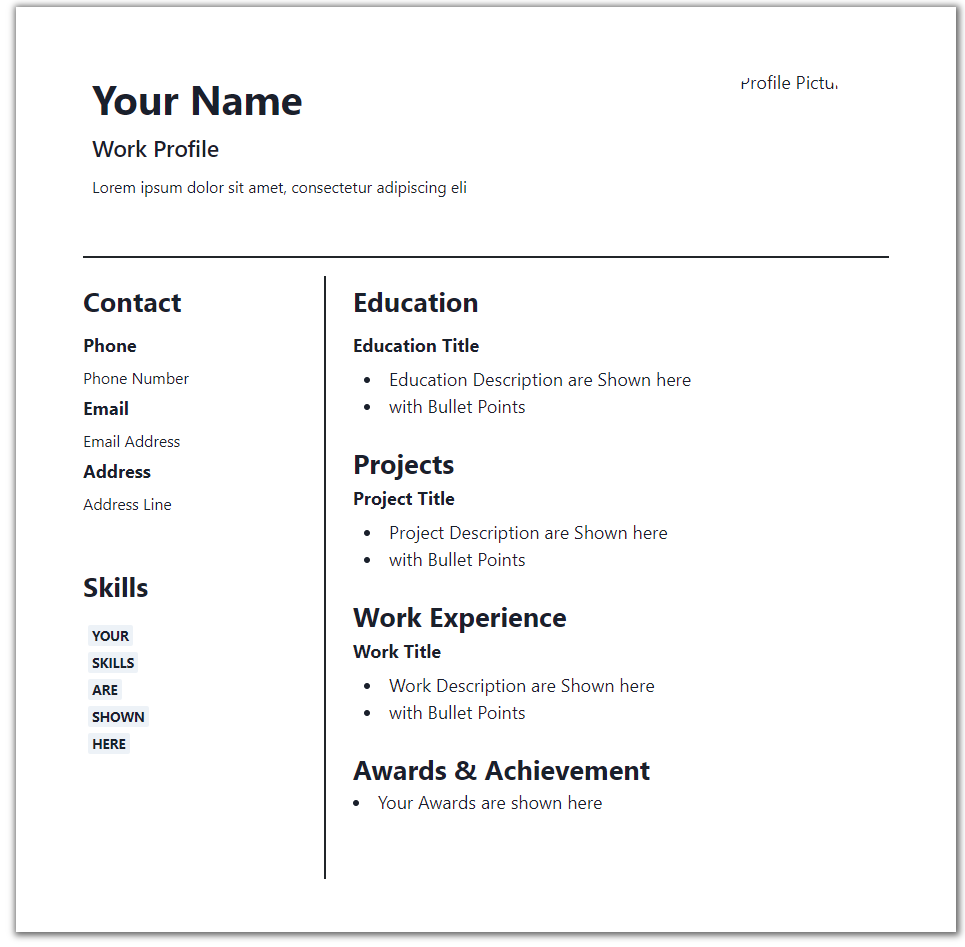 Your Name
Profile Pictu
Work Profile
Lorem ipsum dolor sit amet, consectetur adipiscing eli
Contact
Phone
Phone Number
Email
Email Address
Address
Address Line
Skills
YOUR
SKILLS
ARE
SHOWN
HERE
Education
Education Title
• Education Description are Shown here
• with Bullet Points
Projects
Project Title
• Project Description are Shown here
• with Bullet Points
Work Experience
Work Title
• Work Description are Shown here
• with Bullet Points
Awards & Achievement
• Your Awards are shown here